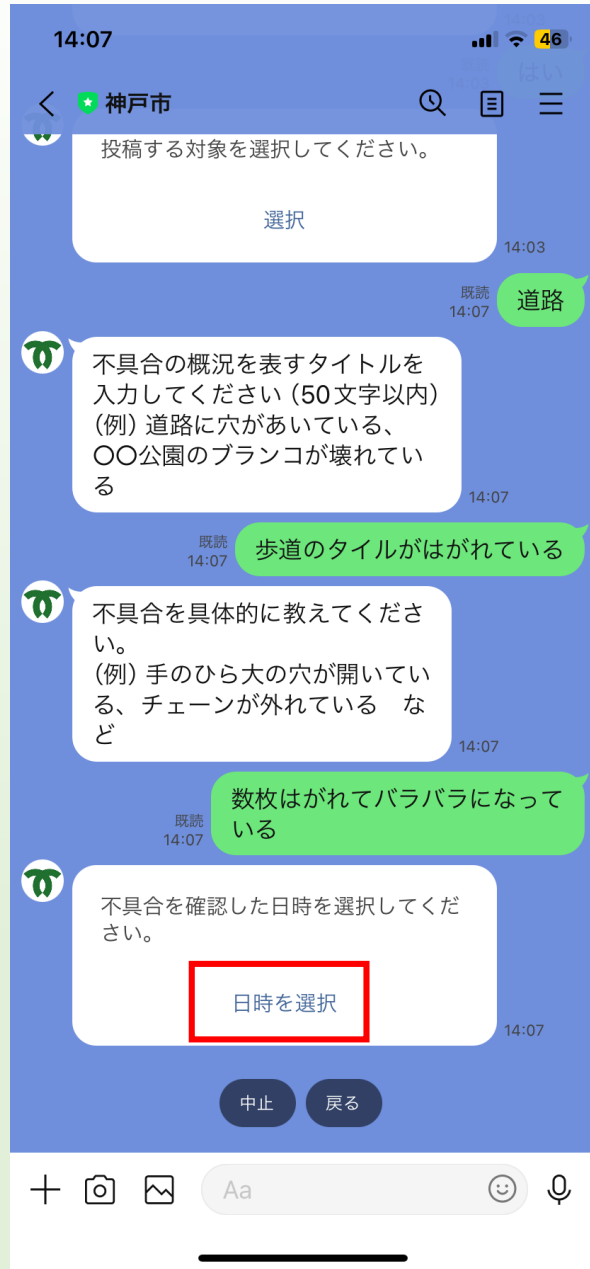 14:07
46
はい
神戸市
投稿する対象を選択してください。
選択
14:03
既読
14:07
道路
不具合の概況を表すタイトルを
入力してください（50文字以内）
（例）道路に穴があいている、
〇〇公園のブランコが壊れてい
る
14:07
既読
14:07
歩道のタイルがはがれている
不具合を具体的に教えてくださ
い。
（例）手のひら大の穴が開いてい
る、チェーンが外れている　な
ど
14:07
数枚はがれてバラバラになって
いる
既読
14:07
不具合を確認した日時を選択してくだ
さい。
日時を選択
14:07
中止
戻る
Aa